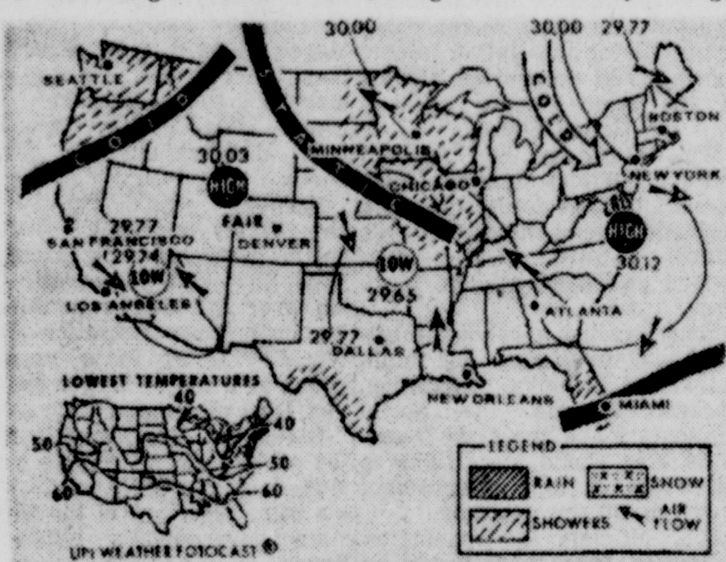 30.00
30.00
29.77
SEATTLE
COLD
STATIC
COLD
BOSTON
MINNEAPOLIS
NEW YORK
30.03
CHICAGO
HIGH
HIGH
29.77
FAIR
SAN FRANCISCO
DENVER
29.74
LOW
LOW
30.12
29.65
LOS ANGELES
ATLANTA
29.77
DALLAS
LOWEST TEMPERATURES
NEW ORLEANS
MIAMI
40
40
50
50
60
60
LEGEND
RAIN
SNOW
SHOWERS
AIR FLOW
UPI WEATHER FOTOCAST ®